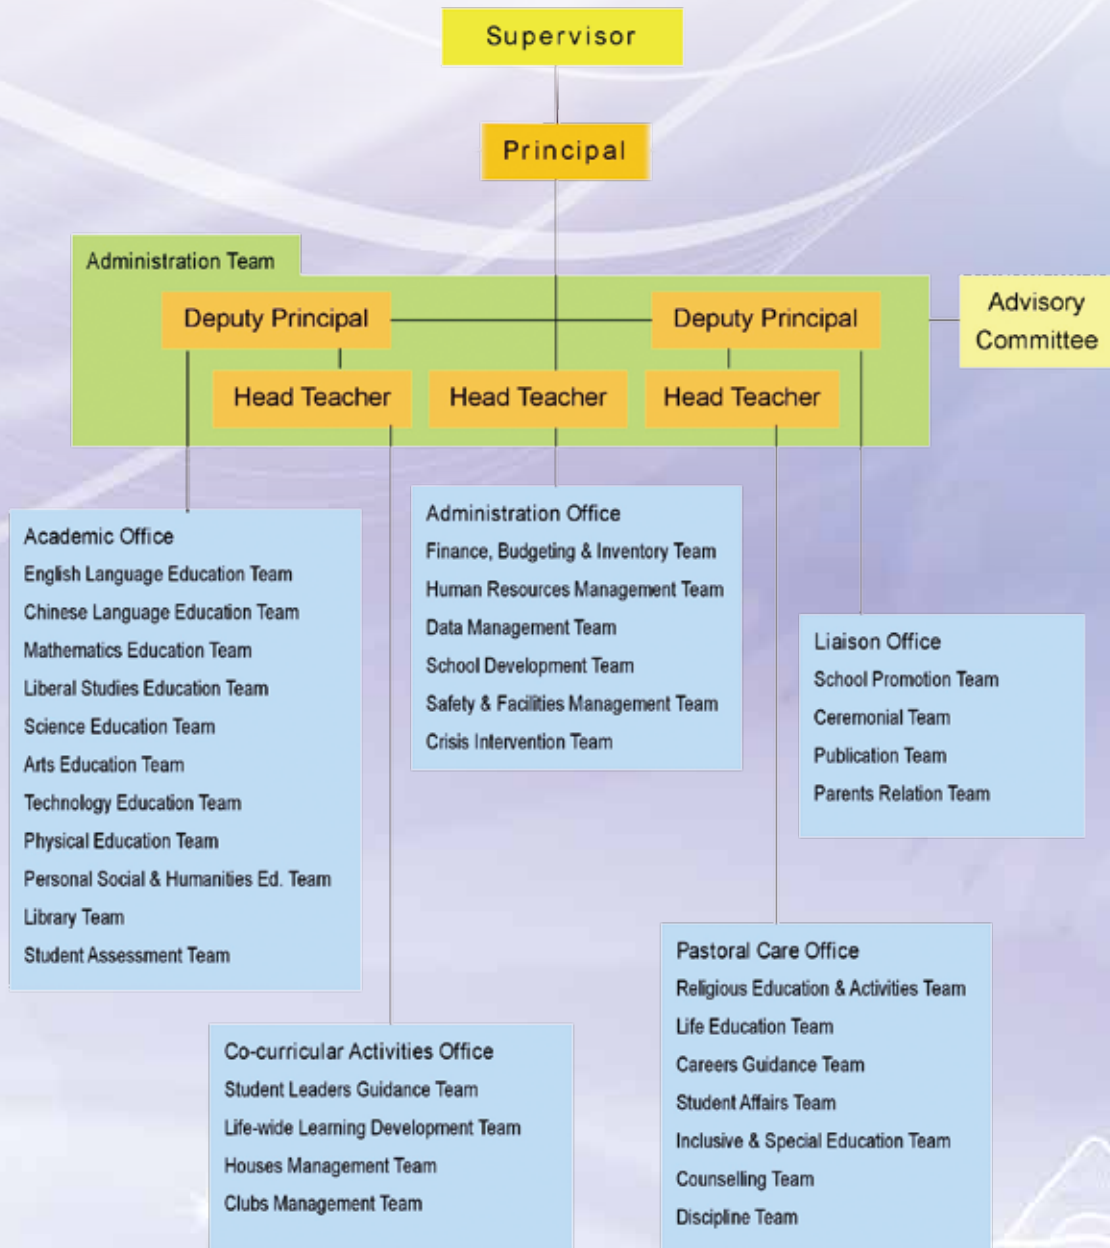 Supervisor
Principal
Administration Team
Deputy Principal
Deputy Principal
Advisory
Committee
Head Teacher
Head Teacher
Head Teacher
Academic Office
English Language Education Team
Chinese Language Education Team
Mathematics Education Team
Liberal Studies Education Team
Science Education Team
Arts Education Team
Technology Education Team
Physical Education Team
Personal Social & Humanities Ed. Team
Library Team
Student Assessment Team
Administration Office
Finance, Budgeting & Inventory Team
Human Resources Management Team
Data Management Team
School Development Team
Safety & Facilities Management Team
Crisis Intervention Team
Liaison Office
School Promotion Team
Ceremonial Team
Publication Team
Parents Relation Team
Co-curricular Activities Office
Student Leaders Guidance Team
Life-wide Learning Development Team
Houses Management Team
Clubs Management Team
Pastoral Care Office
Religious Education & Activities Team
Life Education Team
Careers Guidance Team
Student Affairs Team
Inclusive & Special Education Team
Counselling Team
Discipline Team